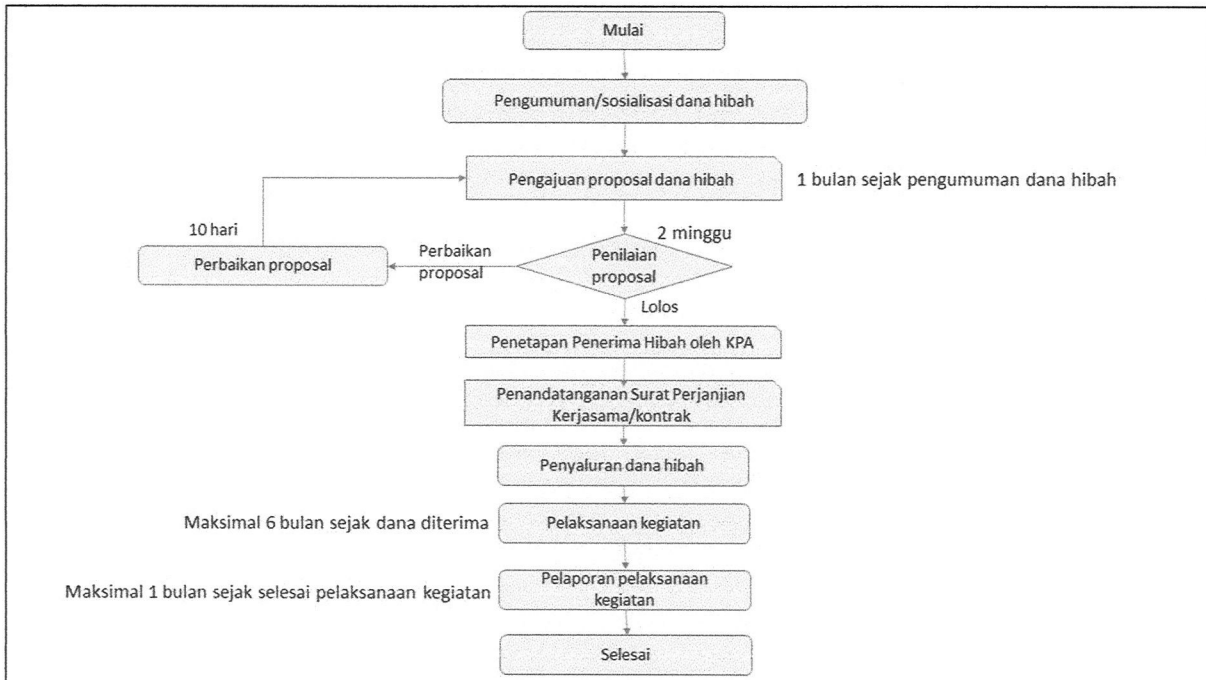 Mulai
Pengumuman/sosialisasi dana hibah
Pengajuan proposal dana hibah
1 bulan sejak pengumuman dana hibah
2 minggu
10 hari
Perbaikan proposal
Perbaikan
proposal
Penilaian
proposal
Lolos
Penetapan Penerima Hibah oleh KPA
Penandatanganan Surat Perjanjian
Kerjasama/kontrak
Penyaluran dana hibah
Maksimal 6 bulan sejak dana diterima
Pelaksanaan kegiatan
Maksimal 1 bulan sejak selesai pelaksanaan kegiatan
Pelaporan pelaksanaan
kegiatan
Selesai